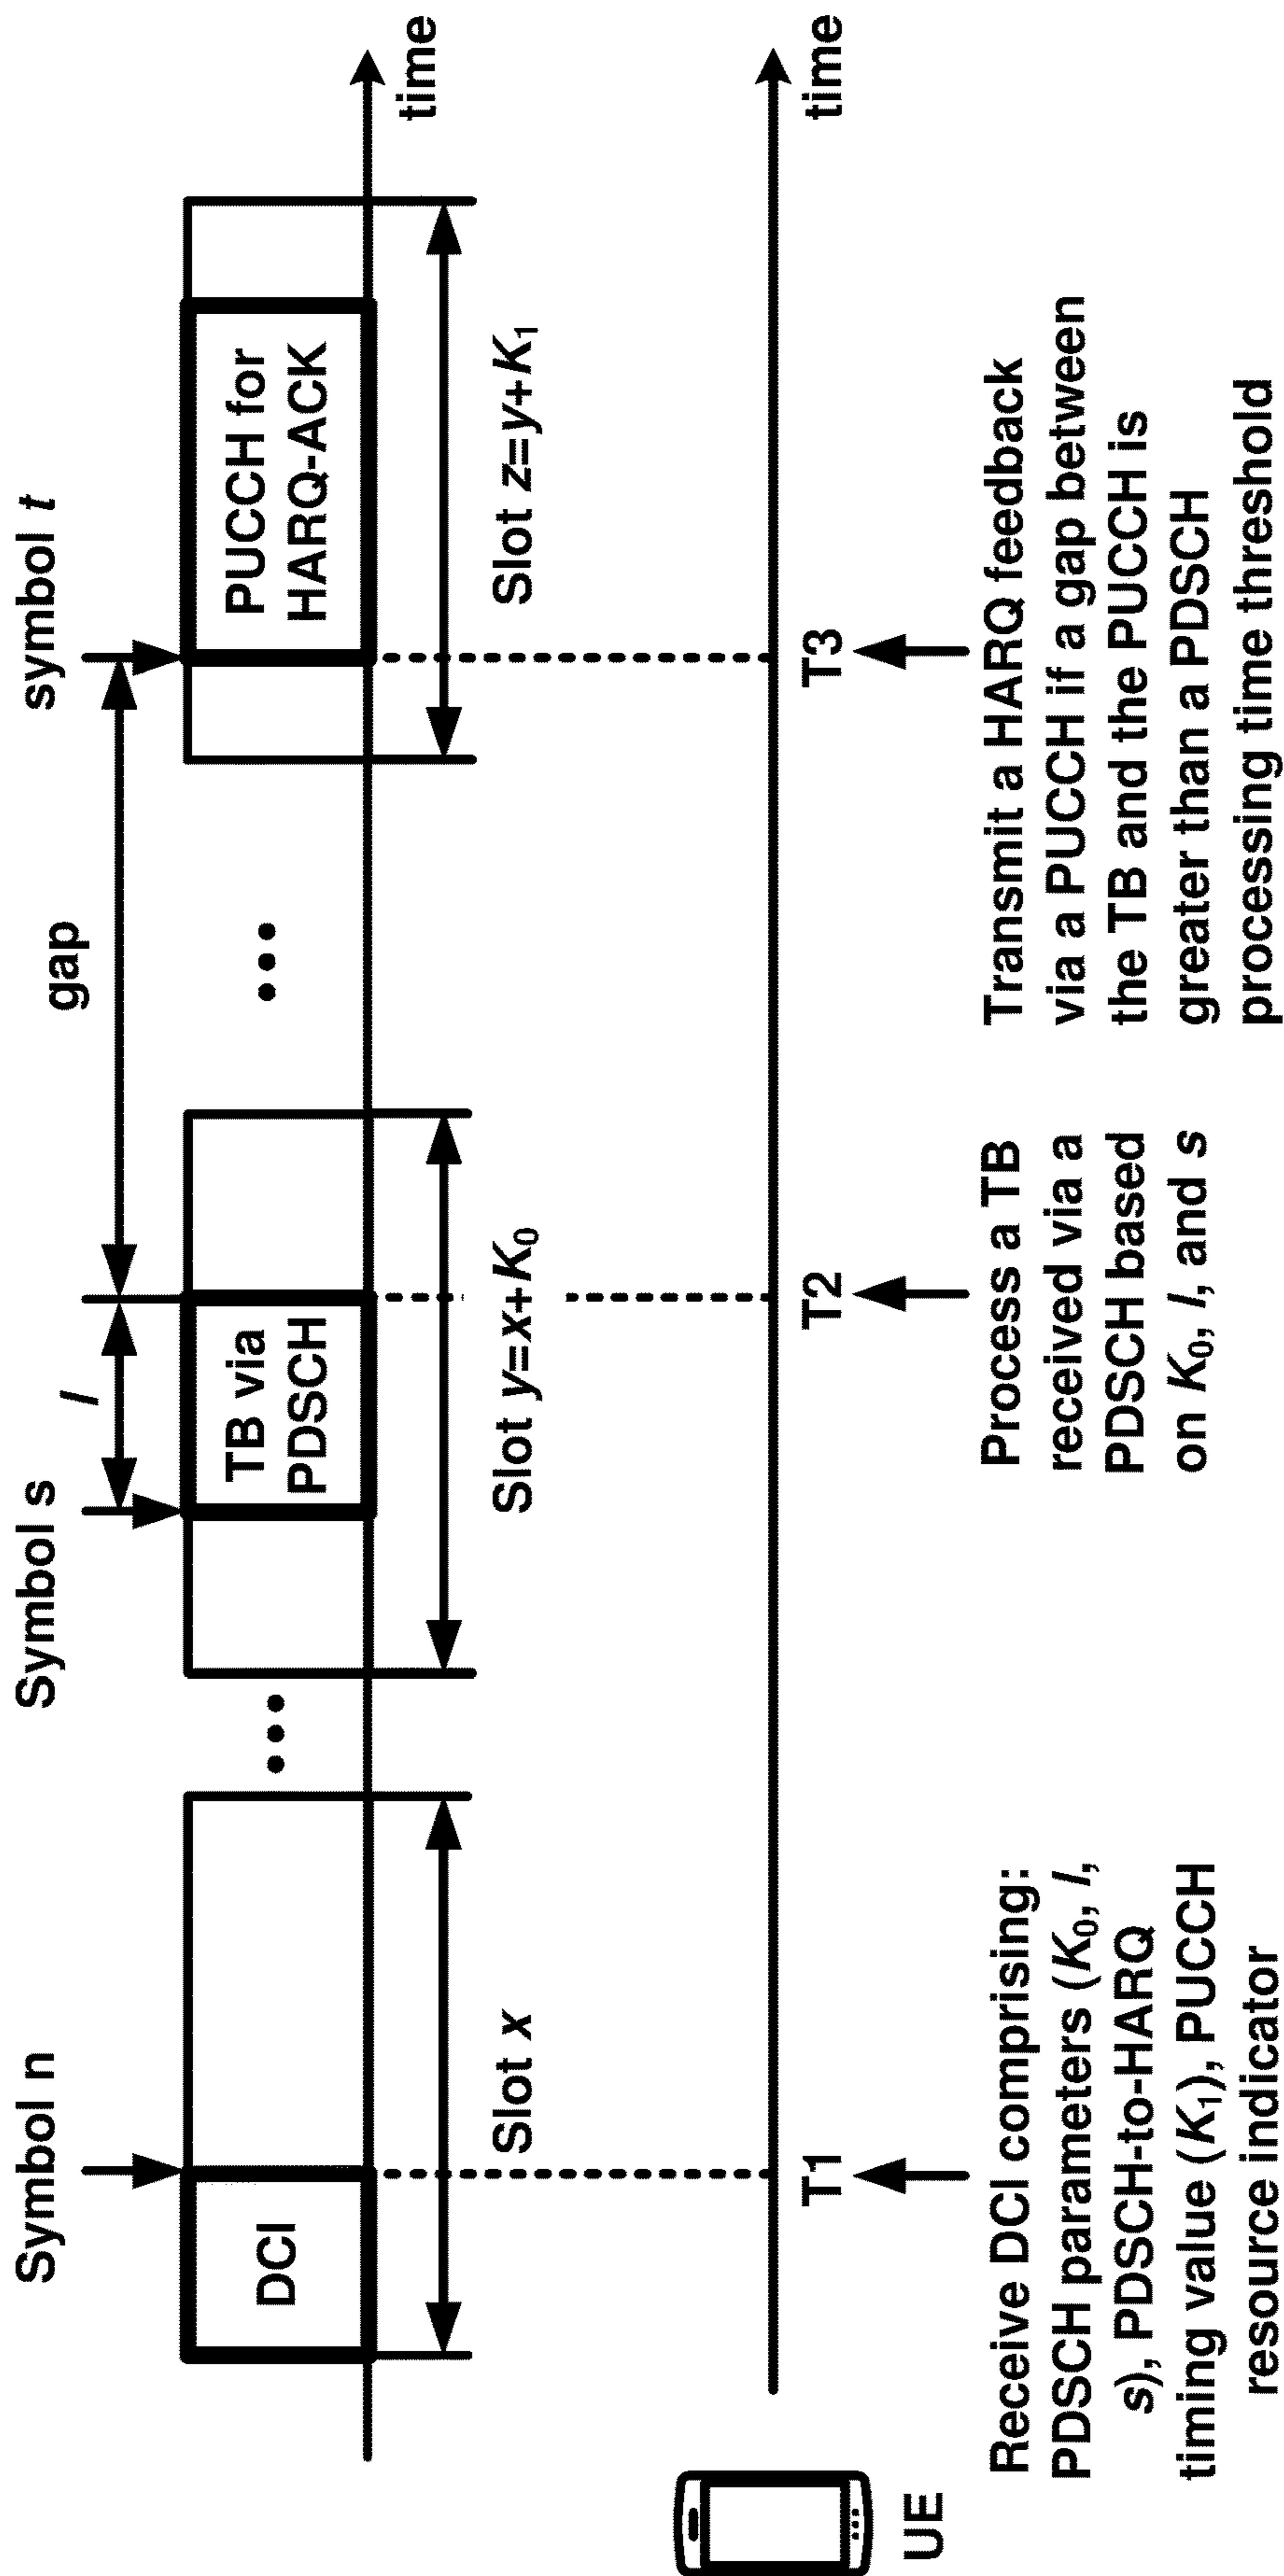 Symbol n
Symbol s
l
gap
symbol t
DCI
TB via
PDSCH
PUCCH for
HARQ-ACK
time
Slot x
Slot y=x+K₀
Slot z=y+K₁
UE
T1
T2
T3
time
Receive DCI comprising:
PDSCH parameters (K₀, l,
s), PDSCH-to-HARQ
timing value (K₁), PUCCH
resource indicator
Process a TB
received via a
PDSCH based
on K₀, l, and s
Transmit a HARQ feedback
via a PUCCH if a gap between
the TB and the PUCCH is
greater than a PDSCH
processing time threshold